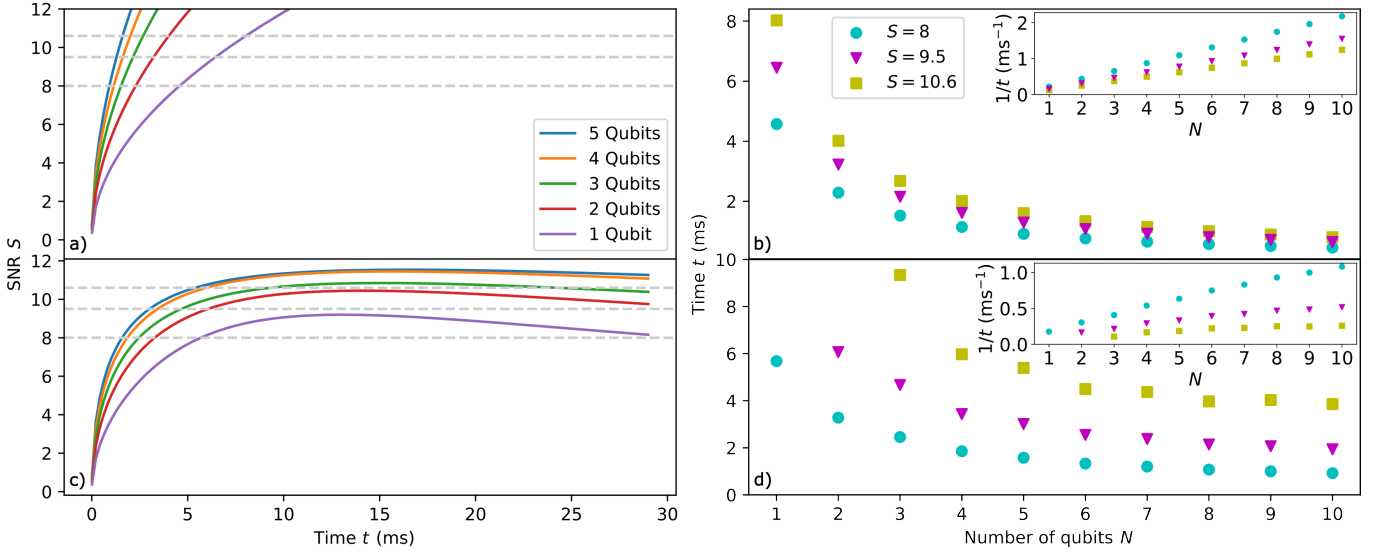 12
10
8
6
4
2
0
a)
5 Qubits
4 Qubits
3 Qubits
2 Qubits
1 Qubit
SNR S
12
10
8
6
4
2
0
c)
0 5 10 15 20 25 30
Time t (ms)
8
6
4
2
b)
S = 8
S = 9.5
S = 10.6
2
1
0
1/t (ms⁻¹)
1 2 3 4 5 6 7 8 9 10
N
Time t (ms)
10
8
6
4
2
0
d)
1.0
0.5
0.0
1/t (ms⁻¹)
1 2 3 4 5 6 7 8 9 10
N
1 2 3 4 5 6 7 8 9 10
Number of qubits N